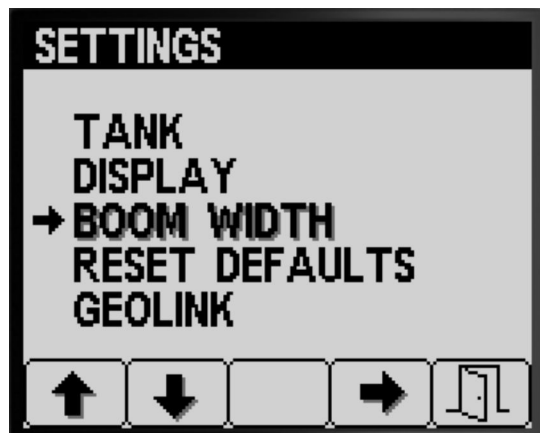 SETTINGS
TANK
DISPLAY
BOOM WIDTH
RESET DEFAULTS
GEOLINK